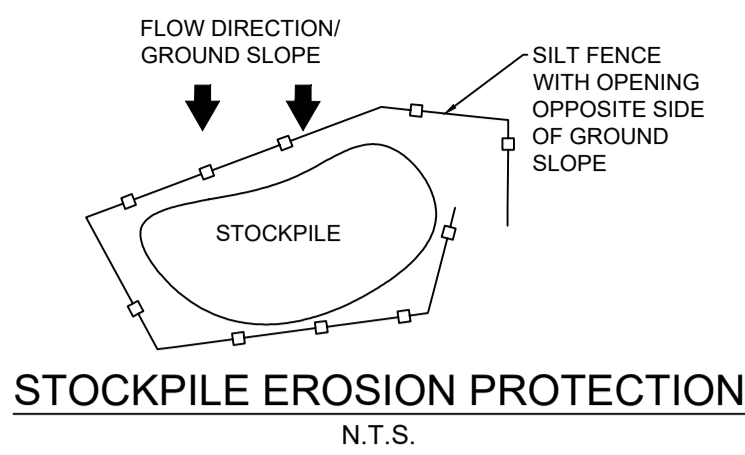 FLOW DIRECTION/
GROUND SLOPE
SILT FENCE
WITH OPENING
OPPOSITE SIDE
OF GROUND
SLOPE
STOCKPILE
STOCKPILE EROSION PROTECTION
N.T.S.